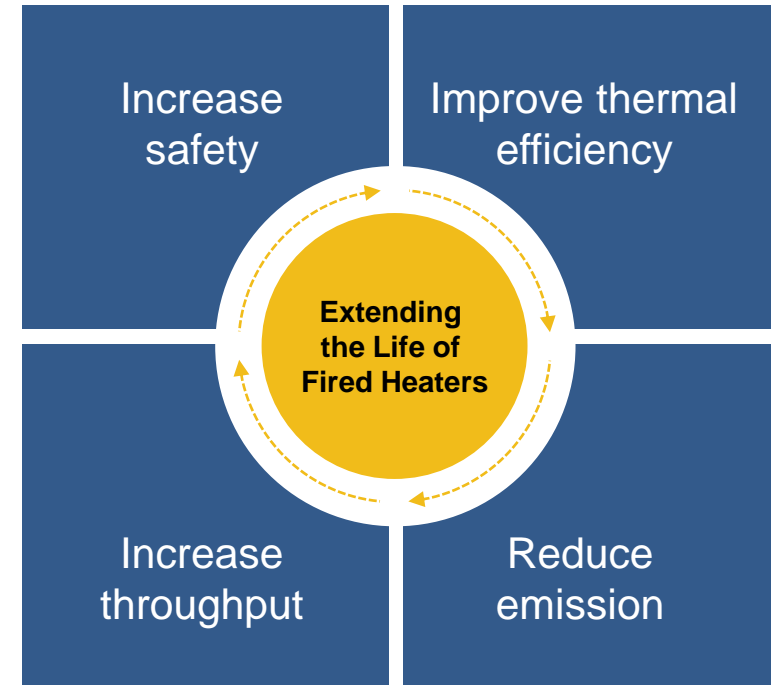 Increase
safety
Improve thermal
efficiency
Extending
the Life of
Fired Heaters
Increase
throughput
Reduce
emission